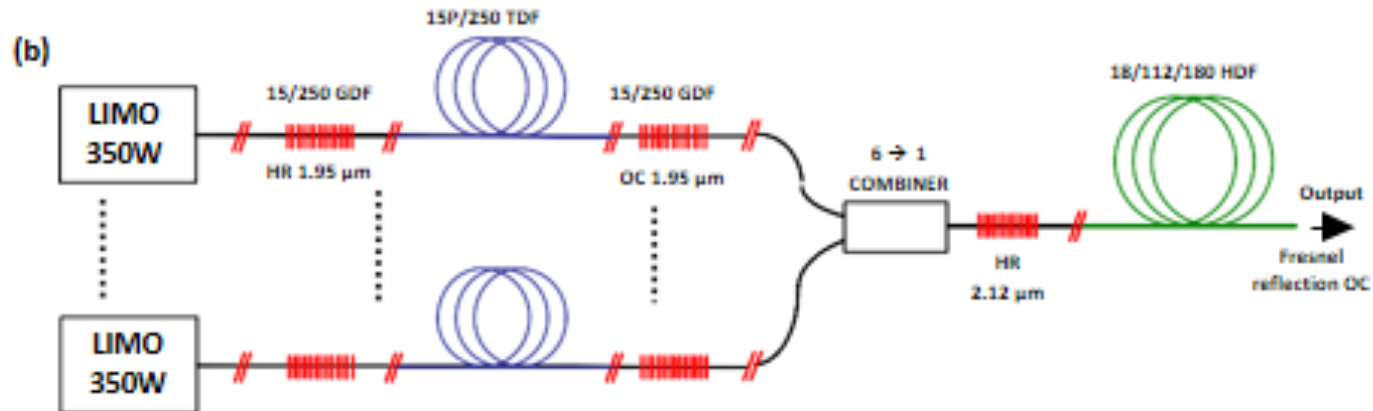 (b)
15P/250 TDF
18/112/180 HDF
LIMO
350W
15/250 GDF
15/250 GDF
HR 1.95 µm
OC 1.95 µm
6 → 1
COMBINER
Output
HR
2.12 µm
Fresnel
reflection OC
LIMO
350W